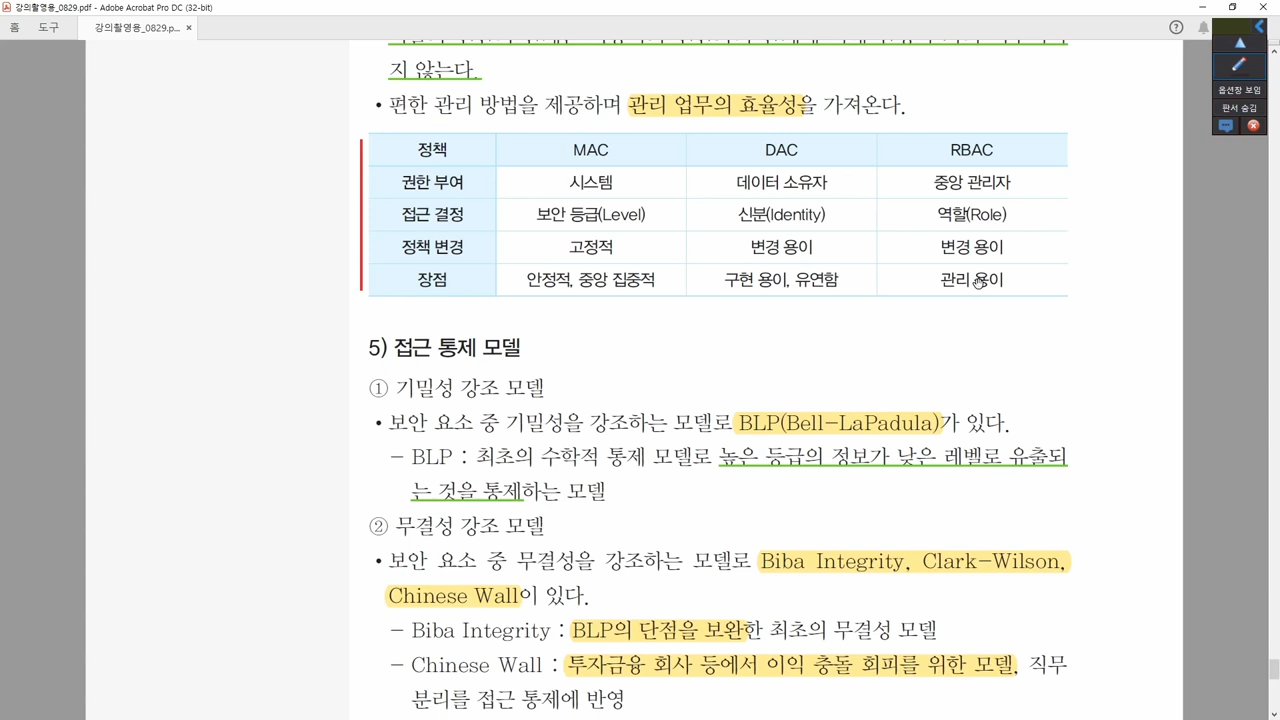 강의촬영용_0829.pdf - Adobe Acrobat Pro DC (32-bit)
홈 도구 강의촬영용_0829.p... ×
지 않는다.
• 편한 관리 방법을 제공하며 관리 업무의 효율성을 가져온다.
정책 MAC DAC RBAC
권한 부여 시스템 데이터 소유자 중앙 관리자
접근 결정 보안 등급(Level) 신분(Identity) 역할(Role)
정책 변경 고정적 변경 용이 변경 용이
장점 안정적, 중앙 집중적 구현 용이, 유연함 관리 용이
5) 접근 통제 모델
① 기밀성 강조 모델
• 보안 요소 중 기밀성을 강조하는 모델로 BLP(Bell-LaPadula)가 있다.
- BLP : 최초의 수학적 통제 모델로 높은 등급의 정보가 낮은 레벨로 유출되
는 것을 통제하는 모델
② 무결성 강조 모델
• 보안 요소 중 무결성을 강조하는 모델로 Biba Integrity, Clark-Wilson,
Chinese Wall이 있다.
- Biba Integrity : BLP의 단점을 보완한 최초의 무결성 모델
- Chinese Wall : 투자금융 회사 등에서 이익 충돌 회피를 위한 모델, 직무
분리를 접근 통제에 반영
옵션창 보임
판서 숨김